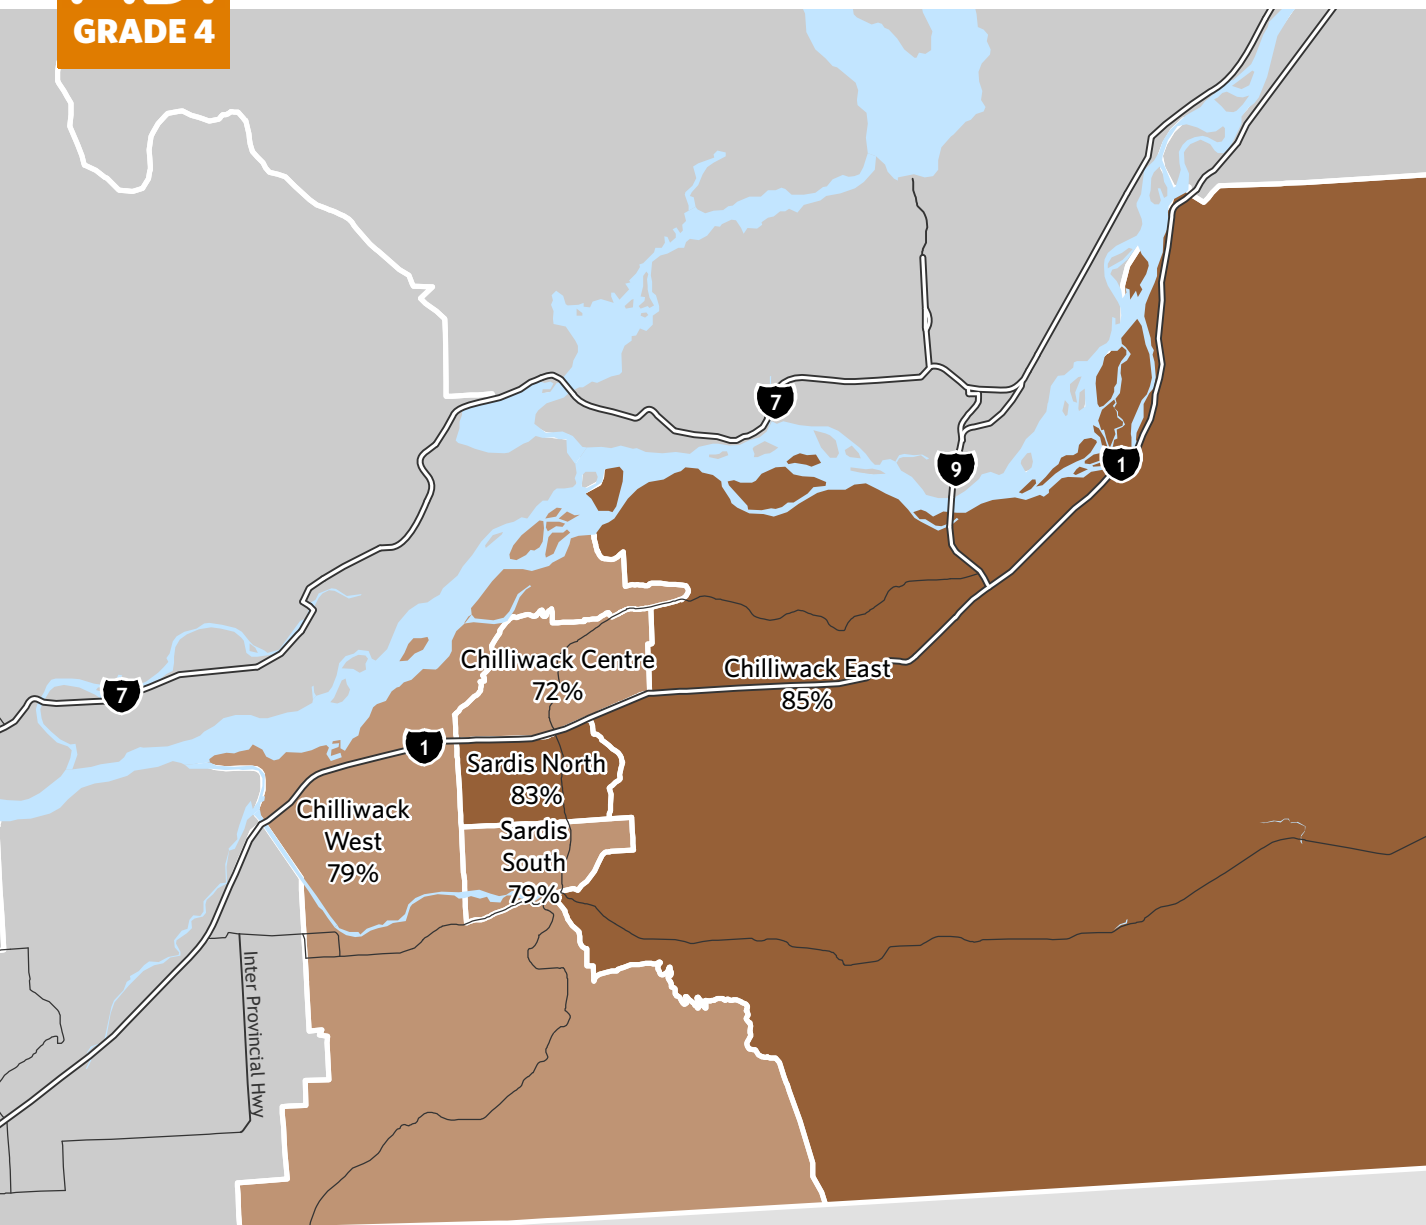 GRADE 4
7
9
1
Chilliwack Centre
72%
Chilliwack East
85%
7
1
Sardis North
83%
Chilliwack
West
79%
Sardis
South
79%
Inter Provincial Hwy